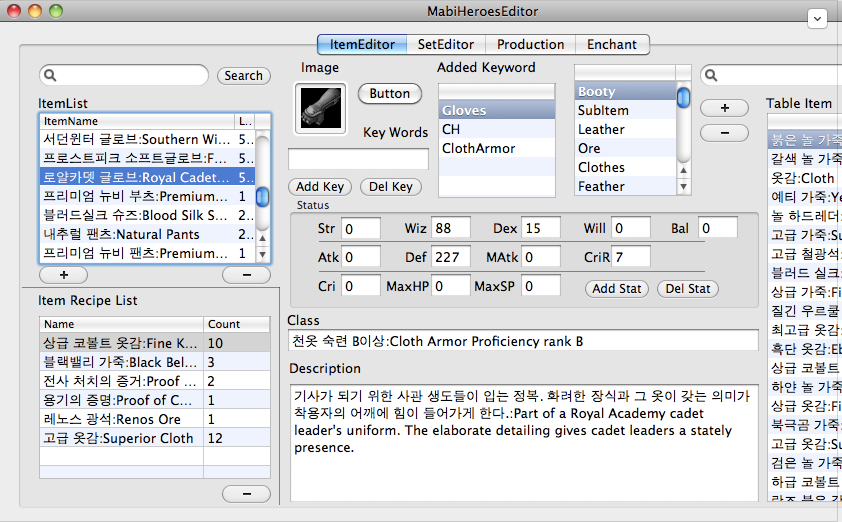 MabiHeroesEditor
ItemEditor SetEditor Production Enchant
Search
ItemList
ItemName L..
서던윈터 글로브:Southern Wi... 5..
프로스트피크 소프트글로브:F... 5..
로얄카뎃 글로브:Royal Cadet... 5..
프리미엄 뉴비 부츠:Premium... 1
블러드실크 슈즈:Blood Silk S... 2..
내추럴 팬츠:Natural Pants 2..
프리미엄 뉴비 팬츠:Premium... 1
+ −
Item Recipe List
Name Count
상급 코볼트 옷감:Fine K... 10
블랙밸리 가죽:Black Bel... 3
전사 처치의 증거:Proof ... 2
용기의 증명:Proof of C... 1
레노스 광석:Renos Ore 1
고급 옷감:Superior Cloth 12
−
Image
Button
Key Words
Add Key Del Key
Added Keyword
Gloves
CH
ClothArmor
Booty
SubItem
Leather
Ore
Clothes
Feather
+
−
Status
Str 0 Wiz 88 Dex 15 Will 0 Bal 0
Atk 0 Def 227 MAtk 0 CriR 7
Cri 0 MaxHP 0 MaxSP 0 Add Stat Del Stat
Class
천옷 숙련 B이상:Cloth Armor Proficiency rank B
Description
기사가 되기 위한 사관 생도들이 입는 정복. 화려한 장식과 그 옷이 갖는 의미가
착용자의 어깨에 힘이 들어가게 한다.:Part of a Royal Academy cadet
leader's uniform. The elaborate detailing gives cadet leaders a stately
presence.
Table Item
붉은 놀 가죽
갈색 놀 가죽
옷감:Cloth
예티 가죽:Ye
놀 하드레더:
고급 가죽:Su
고급 철광석:
블러드 실크:
상급 가죽:Fi
질긴 우르쿨
최고급 옷감:
흑단 옷감:Eb
상급 코볼트
하얀 놀 가죽
상급 옷감:Fi
북극곰 가죽:
고급 옷감:Su
검은 놀 가죽
하급 코볼트